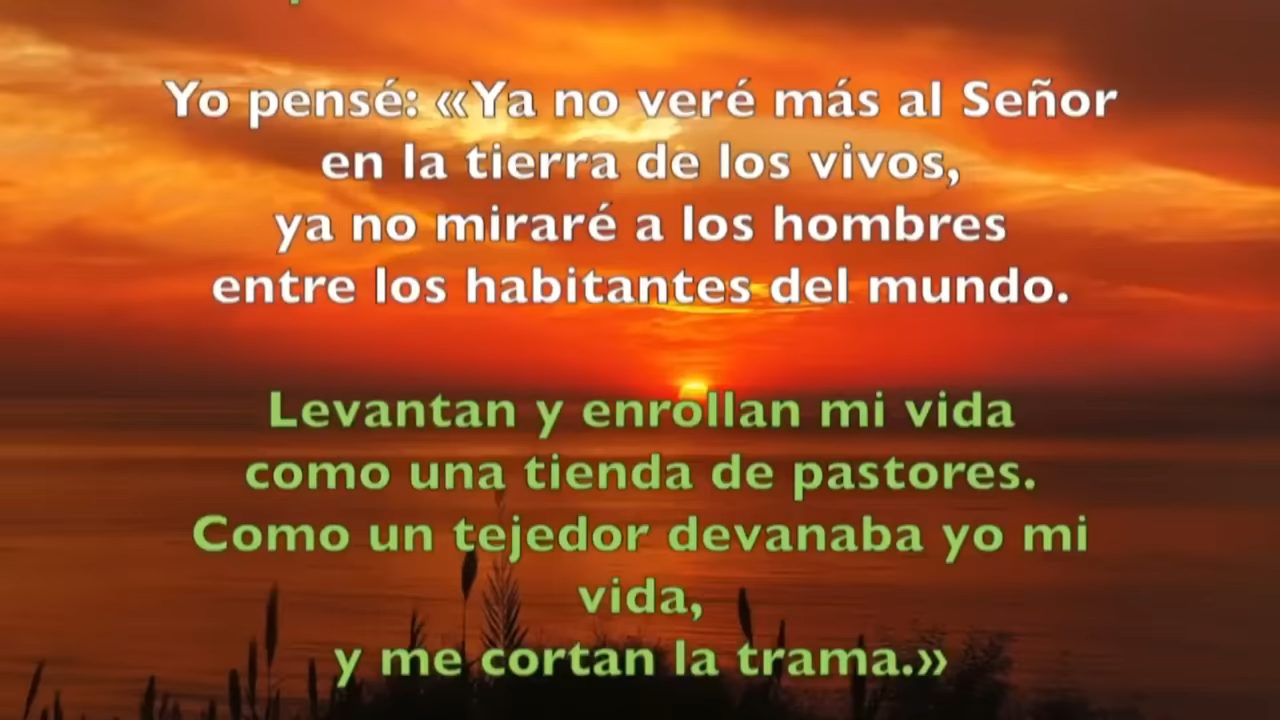 Yo pensé: «Ya no veré más al Señor
en la tierra de los vivos,
ya no miraré a los hombres
entre los habitantes del mundo.
Levantan y enrollan mi vida
como una tienda de pastores.
Como un tejedor devanaba yo mi
vida,
y me cortan la trama.»